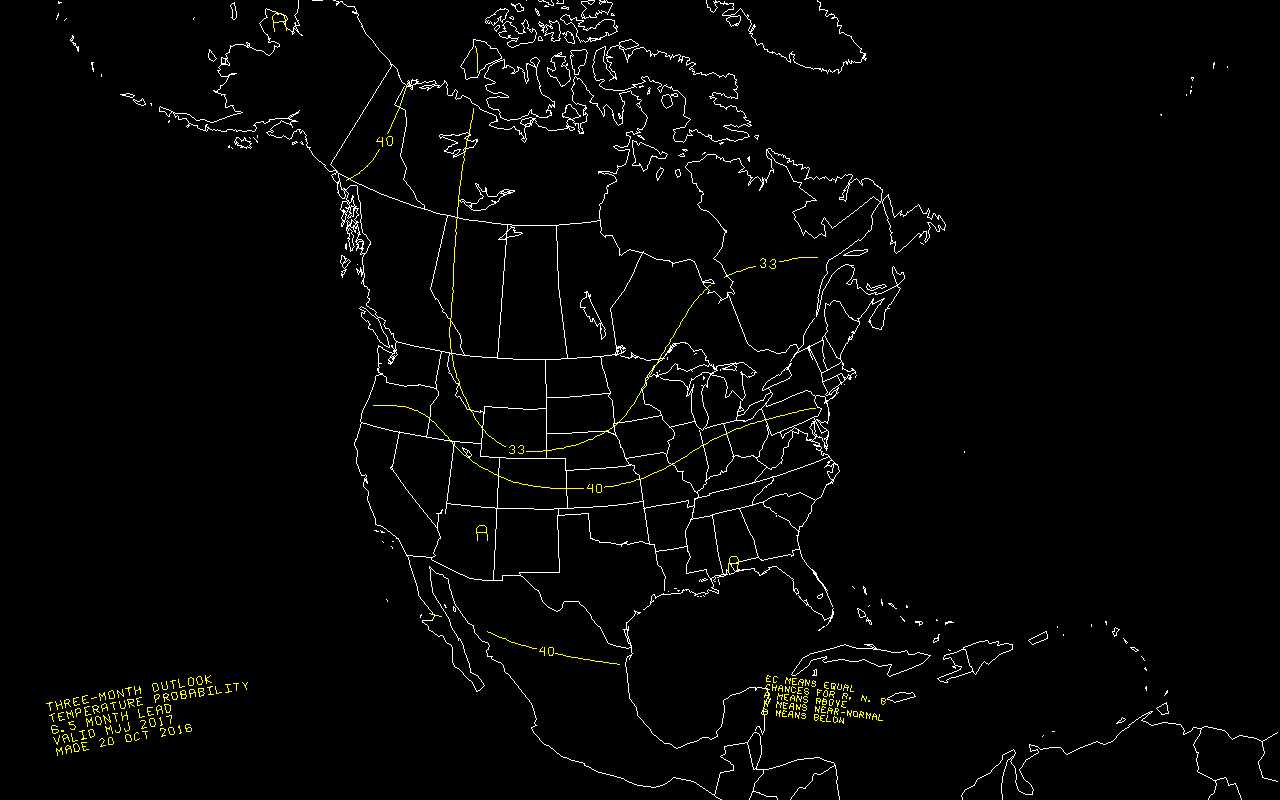 A
40
33
33
40
A
A
40
THREE-MONTH OUTLOOK
TEMPERATURE PROBABILITY
6.5 MONTH LEAD
VALID MJJ 2017
MADE 20 OCT 2016
EC MEANS EQUAL
CHANCES FOR A, N, B
A MEANS ABOVE
N MEANS NEAR-NORMAL
B MEANS BELOW